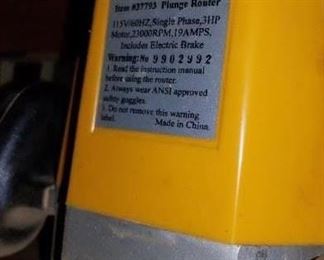 Item #37793 Plunge Router
115V/60HZ,Single Phase,3HP
Motor,23000RPM,19AMPS,
Includes Electric Brake
Warning:No 9902992
1. Read the instruction manual
before using the router.
2. Always wear ANSI approved
safety goggles.
3. Do not remove this warning
label. Made in China.